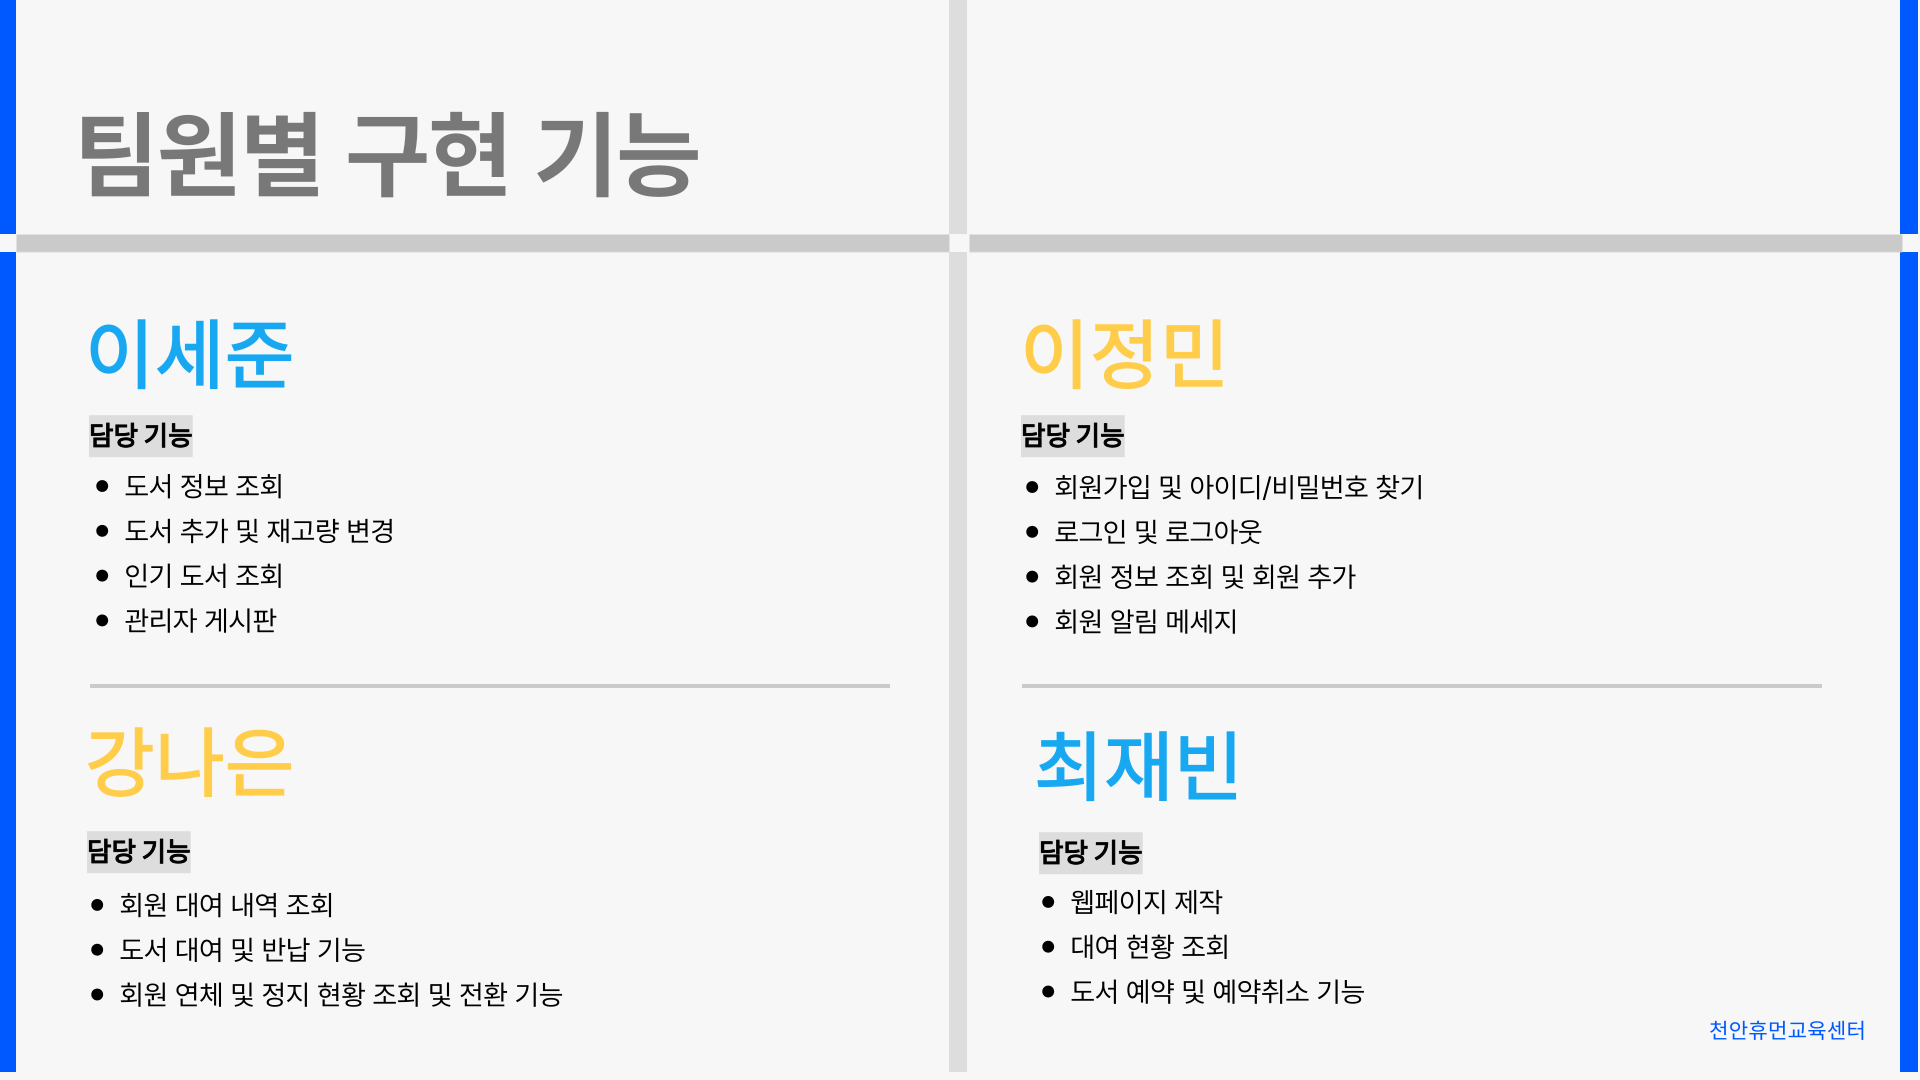 팀원별 구현 기능
이세준
담당 기능
● 도서 정보 조회
● 도서 추가 및 재고량 변경
● 인기 도서 조회
● 관리자 게시판
이정민
담당 기능
● 회원가입 및 아이디/비밀번호 찾기
● 로그인 및 로그아웃
● 회원 정보 조회 및 회원 추가
● 회원 알림 메세지
강나은
담당 기능
● 회원 대여 내역 조회
● 도서 대여 및 반납 기능
● 회원 연체 및 정지 현황 조회 및 전환 기능
최재빈
담당 기능
● 웹페이지 제작
● 대여 현황 조회
● 도서 예약 및 예약취소 기능
천안휴먼교육센터